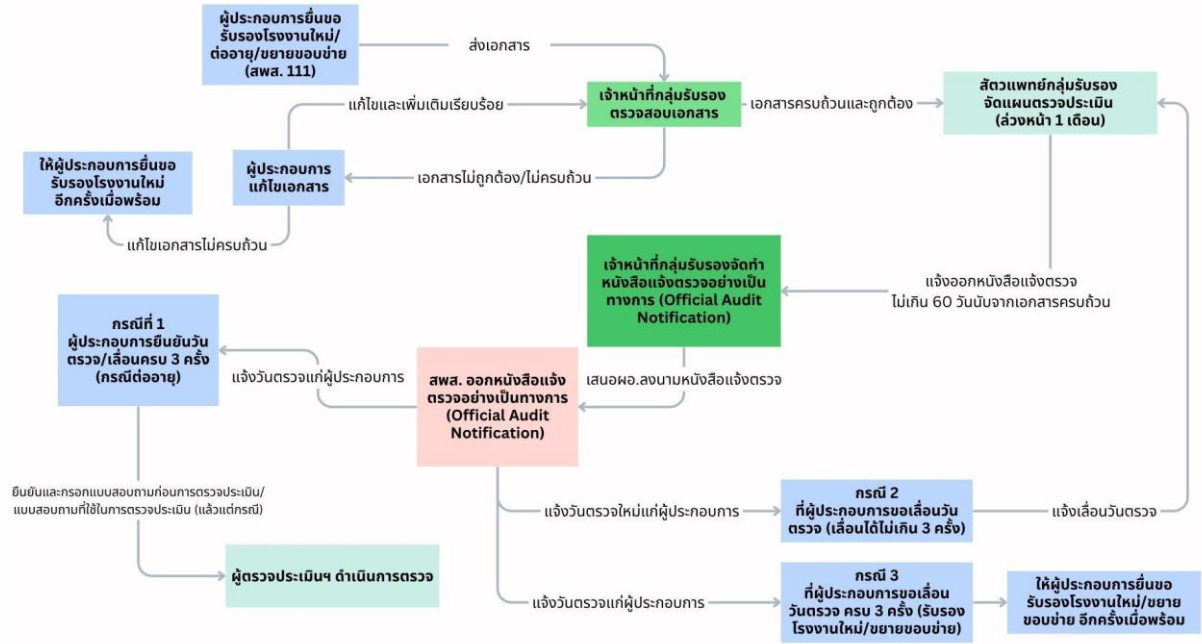 ผู้ประกอบการยื่นขอ
รับรองโรงงานใหม่/
ต่ออายุ/ขยายขอบข่าย
(สพส. 111)
ส่งเอกสาร
เจ้าหน้าที่กลุ่มรับรอง
ตรวจสอบเอกสาร
เอกสารครบถ้วนและถูกต้อง
สัตวแพทย์กลุ่มรับรอง
จัดแผนตรวจประเมิน
(ล่วงหน้า 1 เดือน)
แก้ไขและเพิ่มเติมเรียบร้อย
ให้ผู้ประกอบการยื่นขอ
รับรองโรงงานใหม่
อีกครั้งเมื่อพร้อม
ผู้ประกอบการ
แก้ไขเอกสาร
เอกสารไม่ถูกต้อง/ไม่ครบถ้วน
แก้ไขเอกสารไม่ครบถ้วน
เจ้าหน้าที่กลุ่มรับรองจัดทำ
หนังสือแจ้งตรวจอย่างเป็น
ทางการ (Official Audit
Notification)
แจ้งออกหนังสือแจ้งตรวจ
ไม่เกิน 60 วันนับจากเอกสารครบถ้วน
กรณีที่ 1
ผู้ประกอบการยืนยันวัน
ตรวจ/เลื่อนครบ 3 ครั้ง
(กรณีต่ออายุ)
แจ้งวันตรวจแก่ผู้ประกอบการ
สพส. ออกหนังสือแจ้ง
ตรวจอย่างเป็นทางการ
(Official Audit
Notification)
เสนอผอ.ลงนามหนังสือแจ้งตรวจ
ยืนยันและกรอกแบบสอบถามก่อนการตรวจประเมิน/
แบบสอบถามที่ใช้ในการตรวจประเมิน (แล้วแต่กรณี)
แจ้งวันตรวจใหม่แก่ผู้ประกอบการ
กรณี 2
ที่ผู้ประกอบการขอเลื่อนวัน
ตรวจ (เลื่อนได้ไม่เกิน 3 ครั้ง)
แจ้งเลื่อนวันตรวจ
ผู้ตรวจประเมินฯ ดำเนินการตรวจ
แจ้งวันตรวจแก่ผู้ประกอบการ
กรณี 3
ที่ผู้ประกอบการขอเลื่อน
วันตรวจ ครบ 3 ครั้ง (รับรอง
โรงงานใหม่/ขยายขอบข่าย)
ให้ผู้ประกอบการยื่นขอ
รับรองโรงงานใหม่/ขยาย
ขอบข่าย อีกครั้งเมื่อพร้อม